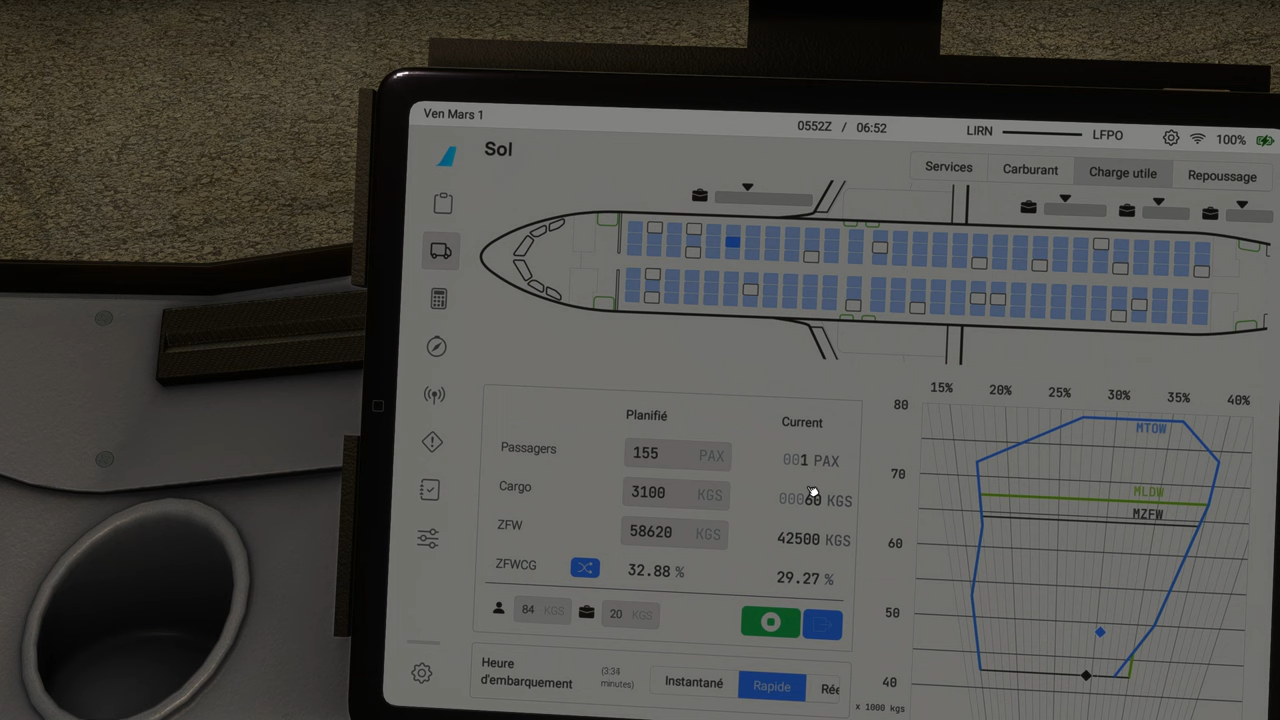 Ven Mars 1
0552Z / 06:52
LIRN LFPO
100%
Sol
Services Carburant Charge utile Repoussage
Planifié Current
Passagers 155 PAX 001 PAX
Cargo 3100 KGS 00060 KGS
ZFW 58620 KGS 42500 KGS
ZFWCG 32.88 % 29.27 %
84 KGS 20 KGS
Heure d'embarquement
(3:34 minutes)
Instantané Rapide Rée
15% 20% 25% 30% 35% 40%
80
70
60
50
40
MTOW
MLDW
MZFW
x 1000 kgs